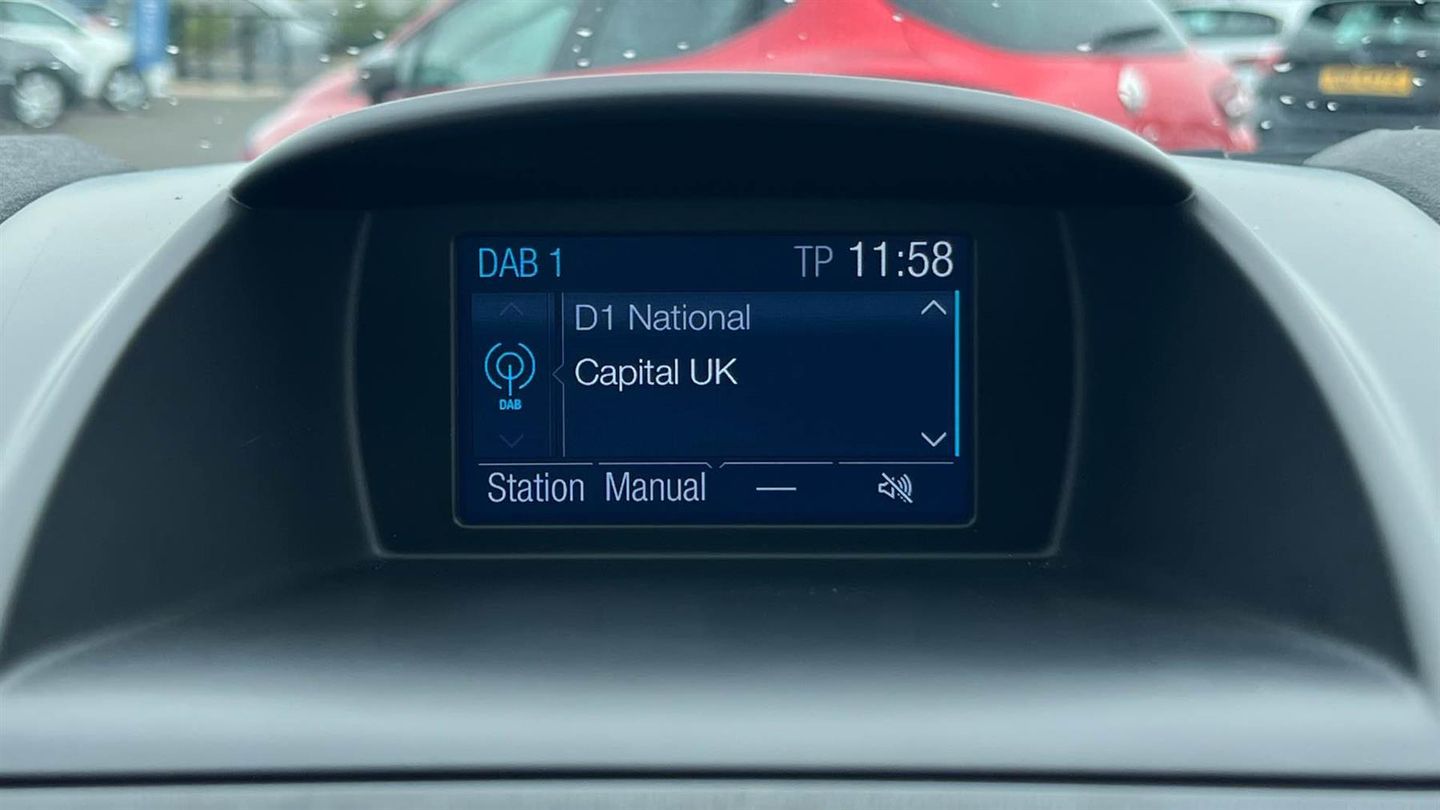 DAB 1 TP 11:58
D1 National
Capital UK
DAB
Station Manual —